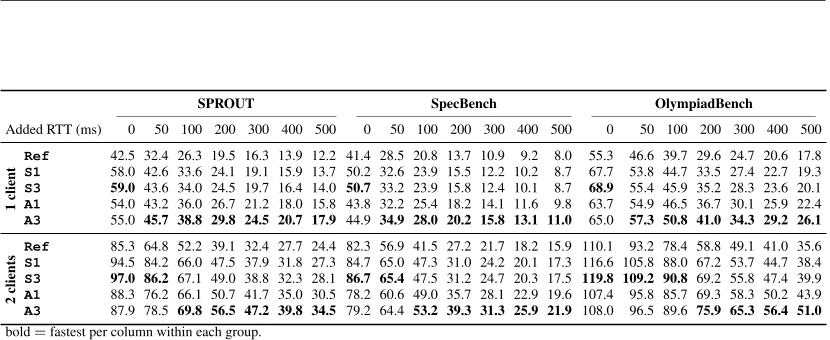 SPROUT SpecBench OlympiadBench
Added RTT (ms) 0 50 100 200 300 400 500 0 50 100 200 300 400 500 0 50 100 200 300 400 500
1 client
Ref 42.5 32.4 26.3 19.5 16.3 13.9 12.2 41.4 28.5 20.8 13.7 10.9 9.2 8.0 55.3 46.6 39.7 29.6 24.7 20.6 17.8
S1 58.0 42.6 33.6 24.1 19.1 15.9 13.7 50.2 32.6 23.9 15.5 12.2 10.2 8.7 67.7 53.8 44.7 33.5 27.4 22.7 19.3
S3 59.0 43.6 34.0 24.5 19.7 16.4 14.0 50.7 33.2 23.9 15.8 12.4 10.1 8.7 68.9 55.4 45.9 35.2 28.3 23.6 20.1
A1 54.0 43.2 36.0 26.7 21.2 18.0 15.8 43.8 32.2 25.4 18.2 14.1 11.6 9.8 63.7 54.9 46.5 36.7 30.1 25.9 22.4
A3 55.0 45.7 38.8 29.8 24.5 20.7 17.9 44.9 34.9 28.0 20.2 15.8 13.1 11.0 65.0 57.3 50.8 41.0 34.3 29.2 26.1
2 clients
Ref 85.3 64.8 52.2 39.1 32.4 27.7 24.4 82.3 56.9 41.5 27.2 21.7 18.2 15.9 110.1 93.2 78.4 58.8 49.1 41.0 35.6
S1 94.5 84.2 66.0 47.5 37.9 31.8 27.3 84.7 65.0 47.3 31.0 24.2 20.1 17.3 116.6 105.8 88.0 67.2 53.7 44.7 38.4
S3 97.0 86.2 67.1 49.0 38.8 32.3 28.1 86.7 65.4 47.5 31.2 24.7 20.3 17.5 119.8 109.2 90.8 69.2 55.8 47.4 39.9
A1 88.3 76.2 66.1 50.7 41.7 35.0 30.5 78.2 60.6 49.0 35.7 28.1 22.9 19.6 107.4 95.8 85.7 69.3 58.3 50.2 43.9
A3 87.9 78.5 69.8 56.5 47.2 39.8 34.5 79.2 64.4 53.2 39.3 31.3 25.9 21.9 108.0 96.5 89.6 75.9 65.3 56.4 51.0
bold = fastest per column within each group.